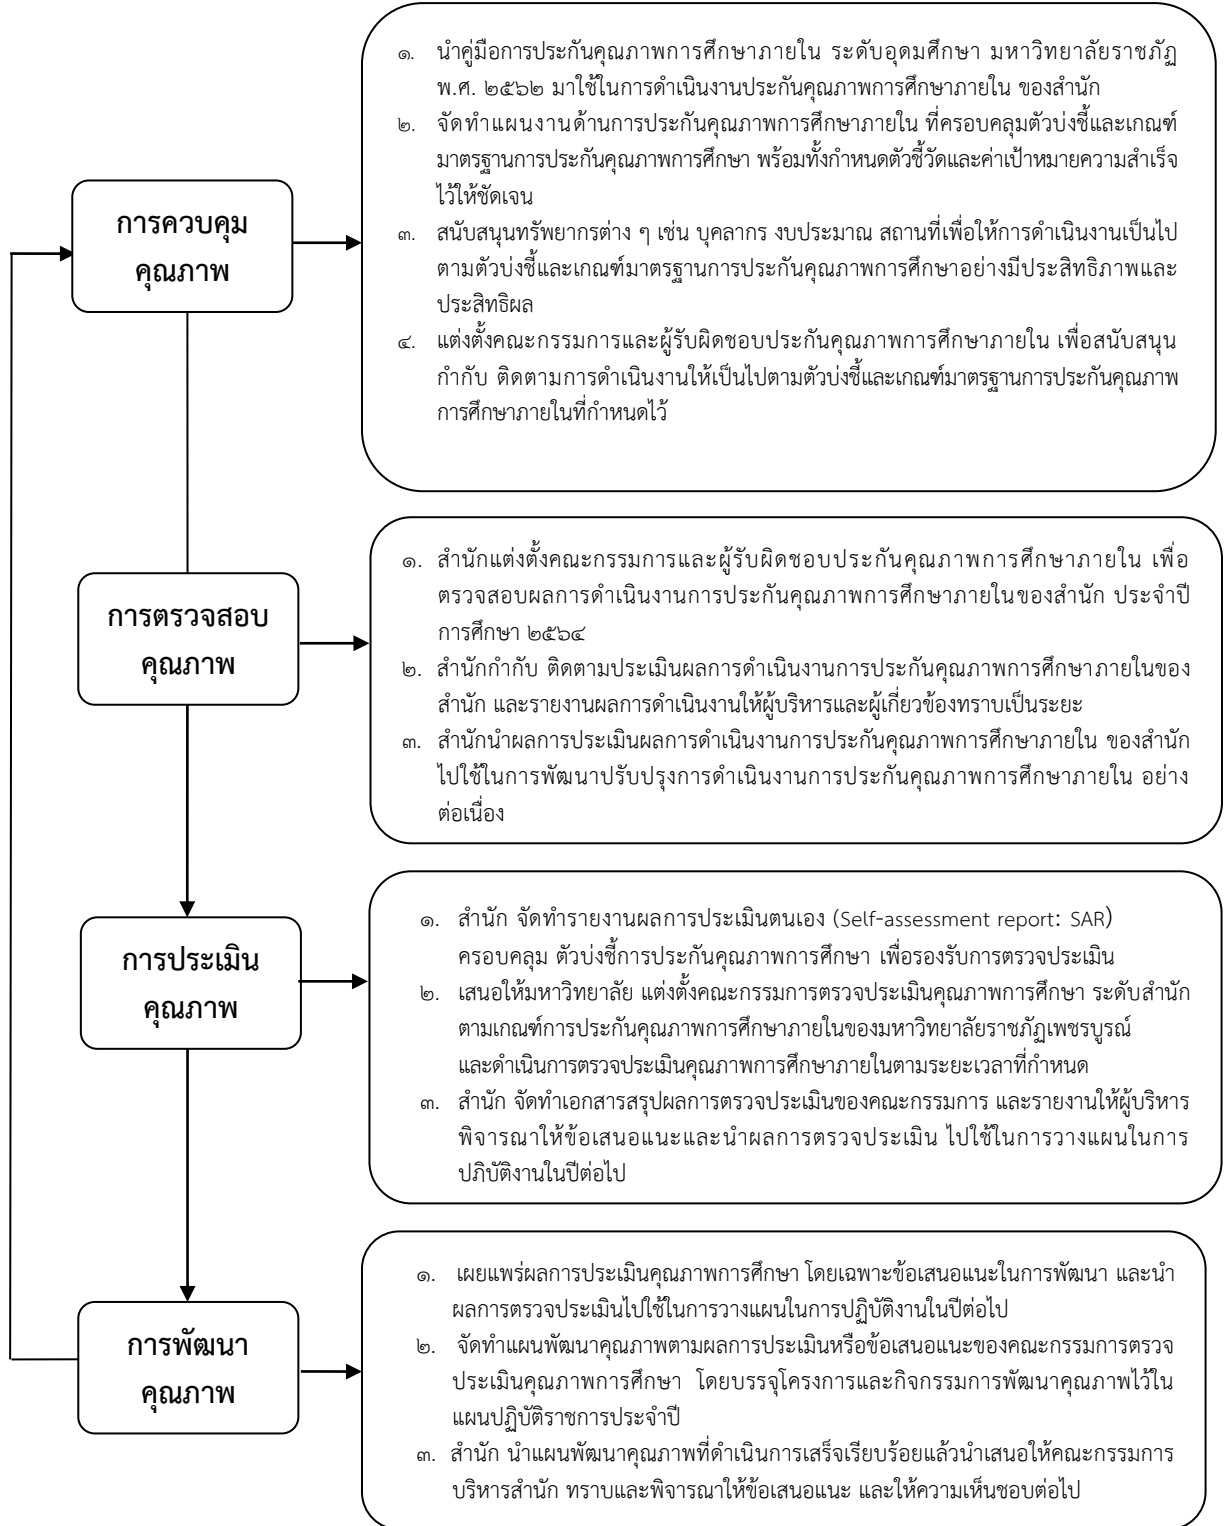 การควบคุม
คุณภาพ
๑. นำคู่มือการประกันคุณภาพการศึกษาภายใน ระดับอุดมศึกษา มหาวิทยาลัยราชภัฏ
พ.ศ. ๒๕๖๒ มาใช้ในการดำเนินงานประกันคุณภาพการศึกษาภายใน ของสำนัก
๒. จัดทำแผนงานด้านการประกันคุณภาพการศึกษาภายใน ที่ครอบคลุมตัวบ่งชี้และเกณฑ์
มาตรฐานการประกันคุณภาพการศึกษา พร้อมทั้งกำหนดตัวชี้วัดและค่าเป้าหมายความสำเร็จ
ไว้ให้ชัดเจน
๓. สนับสนุนทรัพยากรต่าง ๆ เช่น บุคลากร งบประมาณ สถานที่เพื่อให้การดำเนินงานเป็นไป
ตามตัวบ่งชี้และเกณฑ์มาตรฐานการประกันคุณภาพการศึกษาอย่างมีประสิทธิภาพและ
ประสิทธิผล
๔. แต่งตั้งคณะกรรมการและผู้รับผิดชอบประกันคุณภาพการศึกษาภายใน เพื่อสนับสนุน
กำกับ ติดตามการดำเนินงานให้เป็นไปตามตัวบ่งชี้และเกณฑ์มาตรฐานการประกันคุณภาพ
การศึกษาภายในที่กำหนดไว้
การตรวจสอบ
คุณภาพ
๑. สำนักแต่งตั้งคณะกรรมการและผู้รับผิดชอบประกันคุณภาพการศึกษาภายใน เพื่อ
ตรวจสอบผลการดำเนินงานการประกันคุณภาพการศึกษาภายในของสำนัก ประจำปี
การศึกษา ๒๕๖๔
๒. สำนักกำกับ ติดตามประเมินผลการดำเนินงานการประกันคุณภาพการศึกษาภายในของ
สำนัก และรายงานผลการดำเนินงานให้ผู้บริหารและผู้เกี่ยวข้องทราบเป็นระยะ
๓. สำนักนำผลการประเมินผลการดำเนินงานการประกันคุณภาพการศึกษาภายใน ของสำนัก
ไปใช้ในการพัฒนาปรับปรุงการดำเนินงานการประกันคุณภาพการศึกษาภายใน อย่าง
ต่อเนื่อง
การประเมิน
คุณภาพ
๑. สำนัก จัดทำรายงานผลการประเมินตนเอง (Self-assessment report: SAR)
ครอบคลุม ตัวบ่งชี้การประกันคุณภาพการศึกษา เพื่อรองรับการตรวจประเมิน
๒. เสนอให้มหาวิทยาลัย แต่งตั้งคณะกรรมการตรวจประเมินคุณภาพการศึกษา ระดับสำนัก
ตามเกณฑ์การประกันคุณภาพการศึกษาภายในของมหาวิทยาลัยราชภัฏเพชรบูรณ์
และดำเนินการตรวจประเมินคุณภาพการศึกษาภายในตามระยะเวลาที่กำหนด
๓. สำนัก จัดทำเอกสารสรุปผลการตรวจประเมินของคณะกรรมการ และรายงานให้ผู้บริหาร
พิจารณาให้ข้อเสนอแนะและนำผลการตรวจประเมิน ไปใช้ในการวางแผนในการ
ปภิบัติงานในปีต่อไป
การพัฒนา
คุณภาพ
๑. เผยแพร่ผลการประเมินคุณภาพการศึกษา โดยเฉพาะข้อเสนอแนะในการพัฒนา และนำ
ผลการตรวจประเมินไปใช้ในการวางแผนในการปฏิบัติงานในปีต่อไป
๒. จัดทำแผนพัฒนาคุณภาพตามผลการประเมินหรือข้อเสนอแนะของคณะกรรมการตรวจ
ประเมินคุณภาพการศึกษา โดยบรรจุโครงการและกิจกรรมการพัฒนาคุณภาพไว้ใน
แผนปฏิบัติราชการประจำปี
๓. สำนัก นำแผนพัฒนาคุณภาพที่ดำเนินการเสร็จเรียบร้อยแล้วนำเสนอให้คณะกรรมการ
บริหารสำนัก ทราบและพิจารณาให้ข้อเสนอแนะ และให้ความเห็นชอบต่อไป